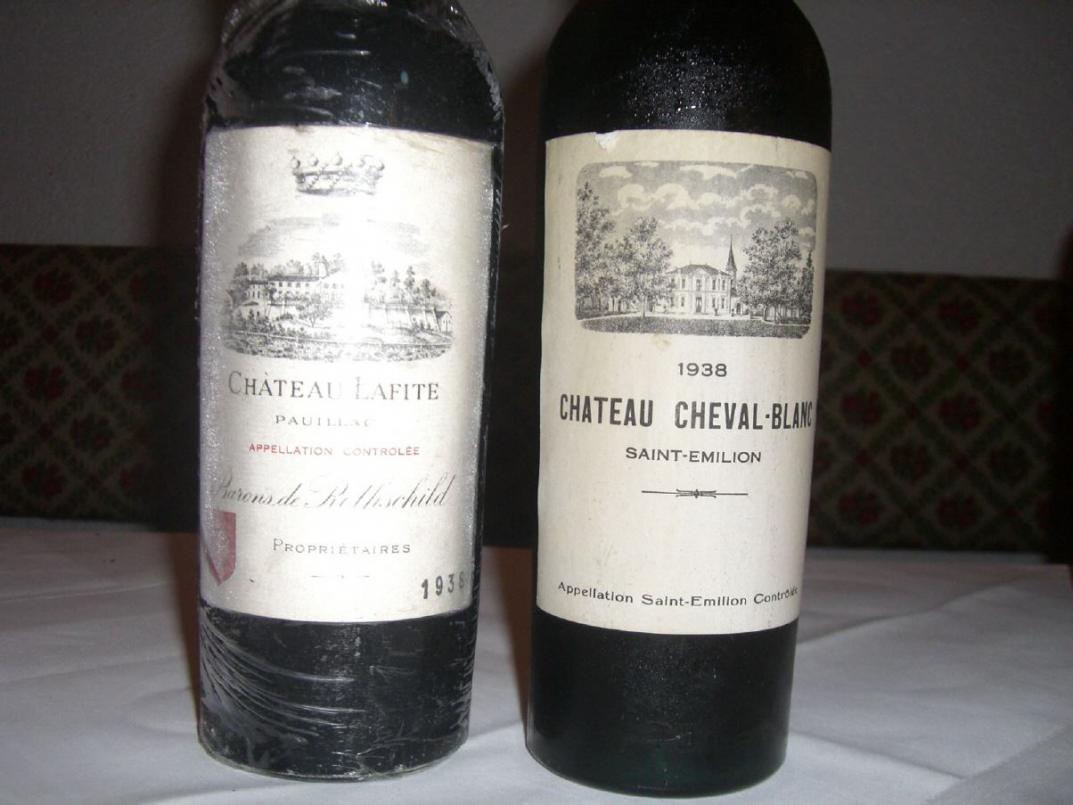 CHÂTEAU LAFITE
PAUILLAC
APPELLATION CONTROLÉE
Barons de Rothschild
PROPRIÉTAIRES
1938
1938
CHATEAU CHEVAL-BLANC
SAINT-EMILION
Appellation Saint-Emilion Contrôlée